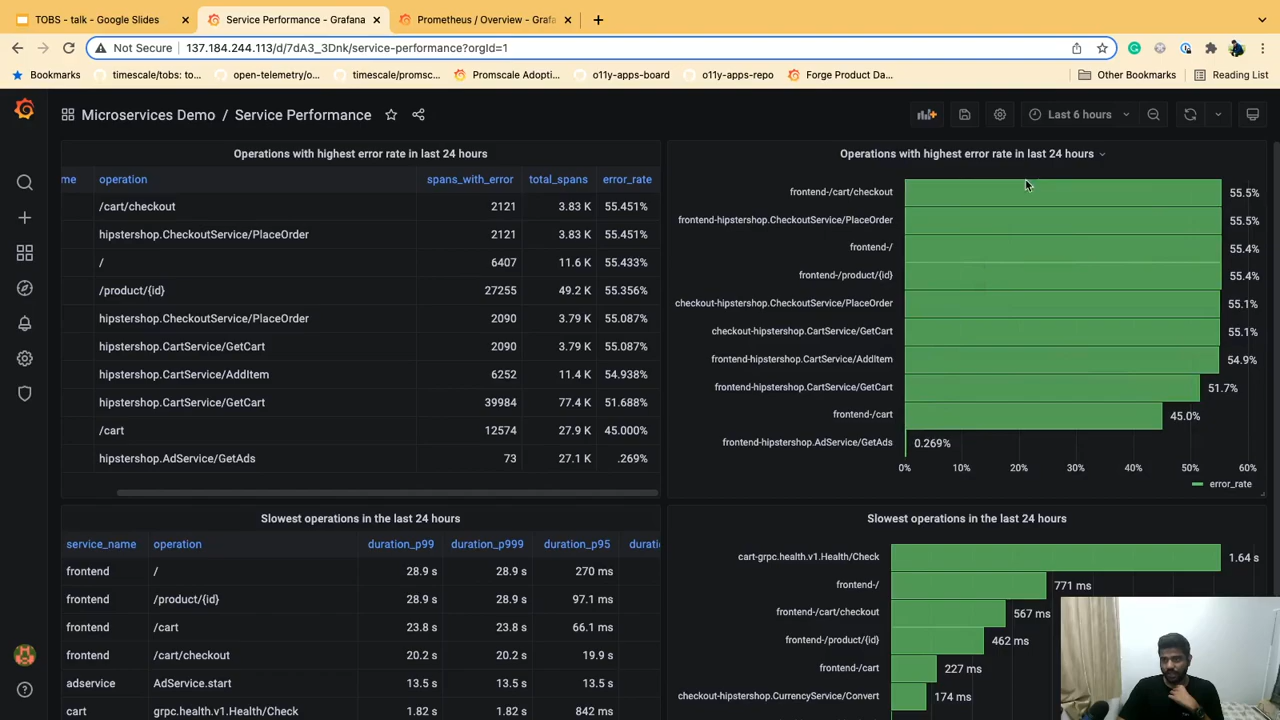 TOBS - talk - Google Slides
Service Performance - Grafana
Prometheus / Overview - Grafa
Not Secure 137.184.244.113/d/7dA3_3Dnk/service-performance?orgId=1
Bookmarks timescale/tobs: to... open-telemetry/o... timescale/promsc... Promscale Adopti... o11y-apps-board o11y-apps-repo Forge Product Da... Other Bookmarks Reading List
Microservices Demo / Service Performance
Last 6 hours
Operations with highest error rate in last 24 hours
me operation spans_with_error total_spans error_rate
/cart/checkout 2121 3.83 K 55.451%
hipstershop.CheckoutService/PlaceOrder 2121 3.83 K 55.451%
/ 6407 11.6 K 55.433%
/product/{id} 27255 49.2 K 55.356%
hipstershop.CheckoutService/PlaceOrder 2090 3.79 K 55.087%
hipstershop.CartService/GetCart 2090 3.79 K 55.087%
hipstershop.CartService/AddItem 6252 11.4 K 54.938%
hipstershop.CartService/GetCart 39984 77.4 K 51.688%
/cart 12574 27.9 K 45.000%
hipstershop.AdService/GetAds 73 27.1 K .269%
Operations with highest error rate in last 24 hours
frontend-/cart/checkout 55.5%
frontend-hipstershop.CheckoutService/PlaceOrder 55.5%
frontend-/ 55.4%
frontend-/product/{id} 55.4%
checkout-hipstershop.CheckoutService/PlaceOrder 55.1%
checkout-hipstershop.CartService/GetCart 55.1%
frontend-hipstershop.CartService/AddItem 54.9%
frontend-hipstershop.CartService/GetCart 51.7%
frontend-/cart 45.0%
frontend-hipstershop.AdService/GetAds 0.269%
0% 10% 20% 30% 40% 50% 60%
error_rate
Slowest operations in the last 24 hours
service_name operation duration_p99 duration_p999 duration_p95 durati
frontend / 28.9 s 28.9 s 270 ms
frontend /product/{id} 28.9 s 28.9 s 97.1 ms
frontend /cart 23.8 s 23.8 s 66.1 ms
frontend /cart/checkout 20.2 s 20.2 s 19.9 s
adservice AdService.start 13.5 s 13.5 s 13.5 s
cart grpc.health.v1.Health/Check 1.82 s 1.82 s 842 ms
Slowest operations in the last 24 hours
cart-grpc.health.v1.Health/Check 1.64 s
frontend-/ 771 ms
frontend-/cart/checkout 567 ms
frontend-/product/{id} 462 ms
frontend-/cart 227 ms
checkout-hipstershop.CurrencyService/Convert 174 ms